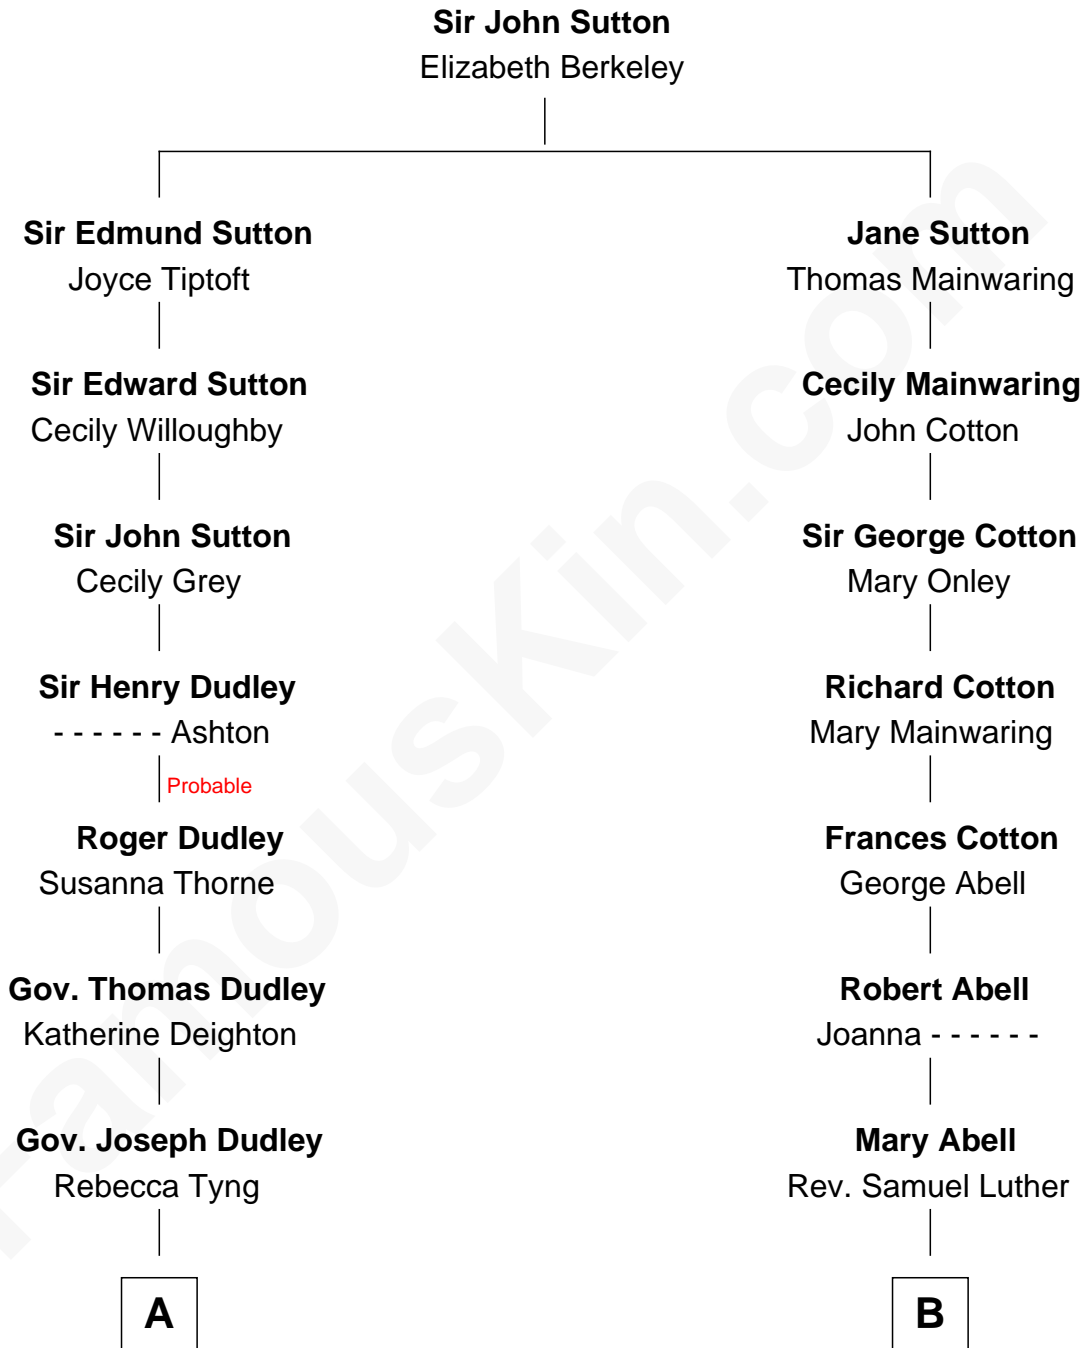 Sir John Sutton
Elizabeth Berkeley
Sir Edmund Sutton
Joyce Tiptoft
Jane Sutton
Thomas Mainwaring
Sir Edward Sutton
Cecily Willoughby
Cecily Mainwaring
John Cotton
Sir John Sutton
Cecily Grey
Sir George Cotton
Mary Onley
Sir Henry Dudley
- - - - - - Ashton
Richard Cotton
Mary Mainwaring
Probable
Roger Dudley
Susanna Thorne
Frances Cotton
George Abell
Gov. Thomas Dudley
Katherine Deighton
Robert Abell
Joanna - - - - - -
Gov. Joseph Dudley
Rebecca Tyng
Mary Abell
Rev. Samuel Luther
A
B
FamousKin.com